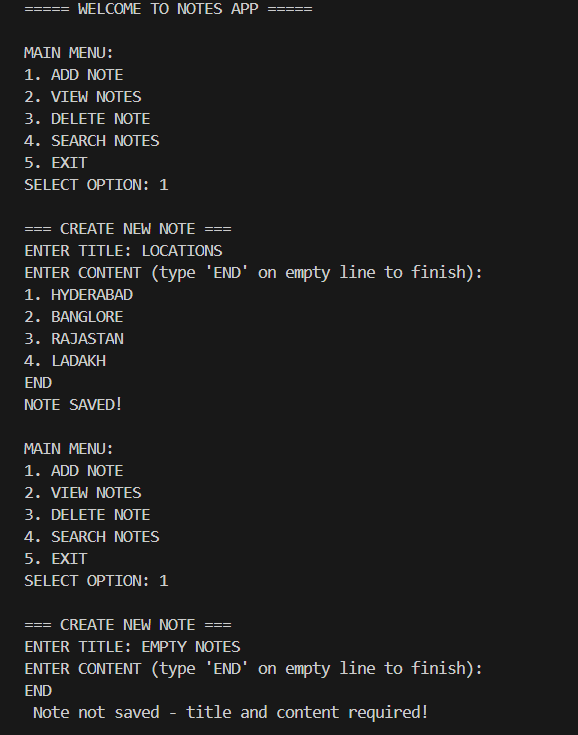 ===== WELCOME TO NOTES APP =====
MAIN MENU:
1. ADD NOTE
2. VIEW NOTES
3. DELETE NOTE
4. SEARCH NOTES
5. EXIT
SELECT OPTION: 1
=== CREATE NEW NOTE ===
ENTER TITLE: LOCATIONS
ENTER CONTENT (type 'END' on empty line to finish):
1. HYDERABAD
2. BANGLORE
3. RAJASTAN
4. LADAKH
END
NOTE SAVED!
MAIN MENU:
1. ADD NOTE
2. VIEW NOTES
3. DELETE NOTE
4. SEARCH NOTES
5. EXIT
SELECT OPTION: 1
=== CREATE NEW NOTE ===
ENTER TITLE: EMPTY NOTES
ENTER CONTENT (type 'END' on empty line to finish):
END
Note not saved - title and content required!